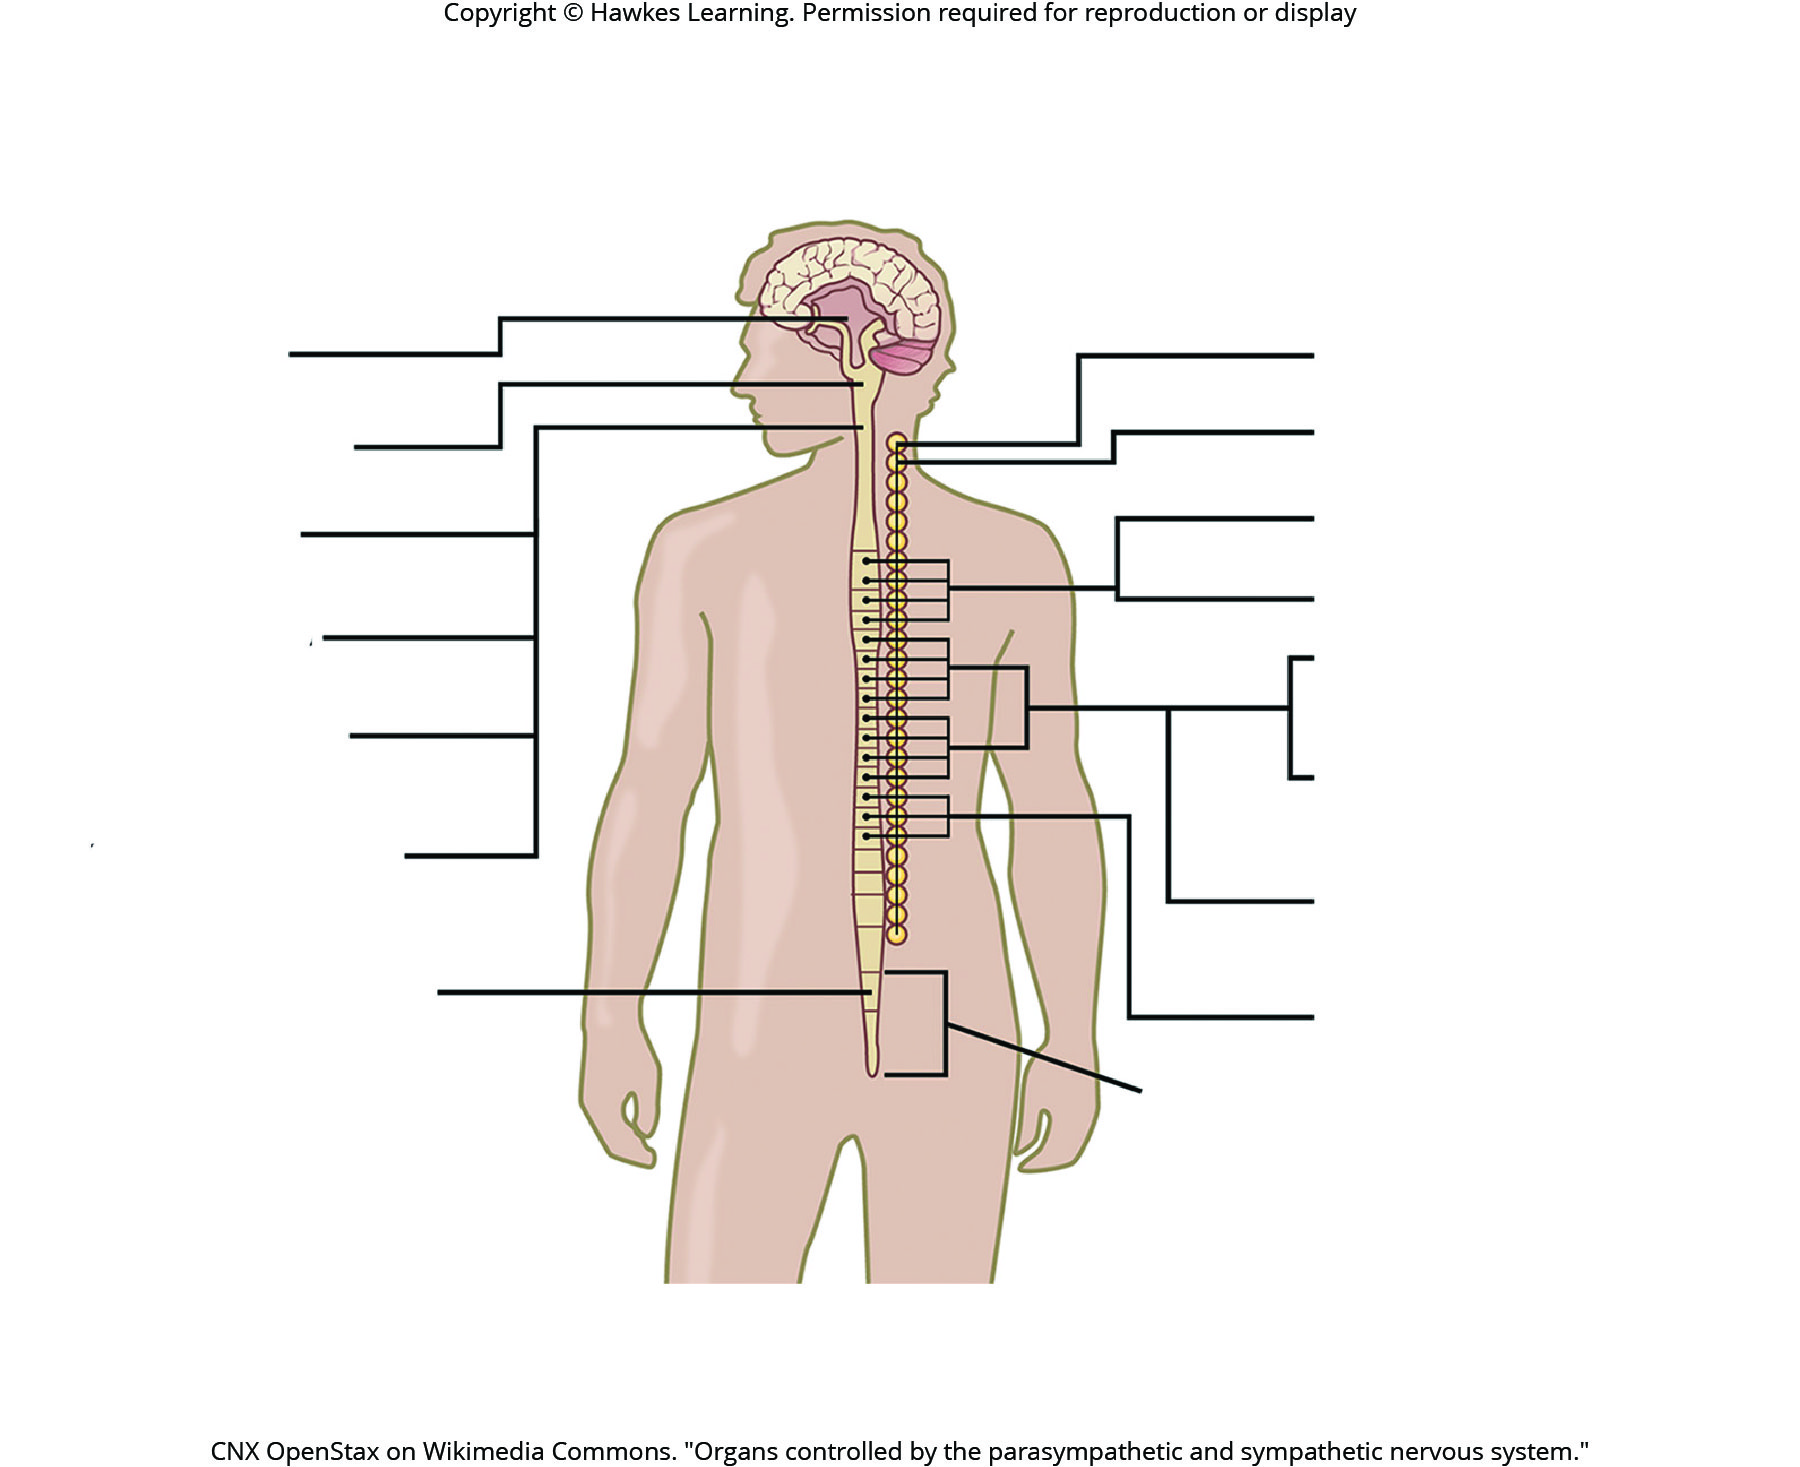 Copyright © Hawkes Learning. Permission required for reproduction or display
CNX OpenStax on Wikimedia Commons. "Organs controlled by the parasympathetic and sympathetic nervous system."